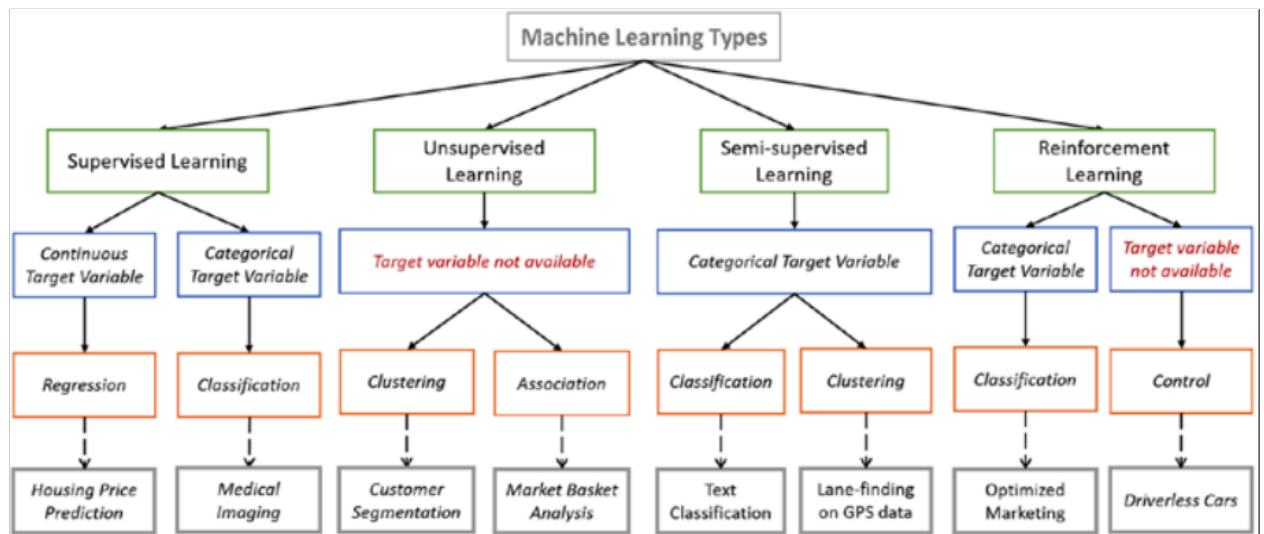 Machine Learning Types
Supervised Learning
Unsupervised
Learning
Semi-supervised
Learning
Reinforcement
Learning
Continuous
Target Variable
Categorical
Target Variable
Target variable not available
Categorical Target Variable
Categorical
Target Variable
Target variable
not available
Regression
Classification
Clustering
Association
Classification
Clustering
Classification
Control
Housing Price
Prediction
Medical
Imaging
Customer
Segmentation
Market Basket
Analysis
Text
Classification
Lane-finding
on GPS data
Optimized
Marketing
Driverless Cars